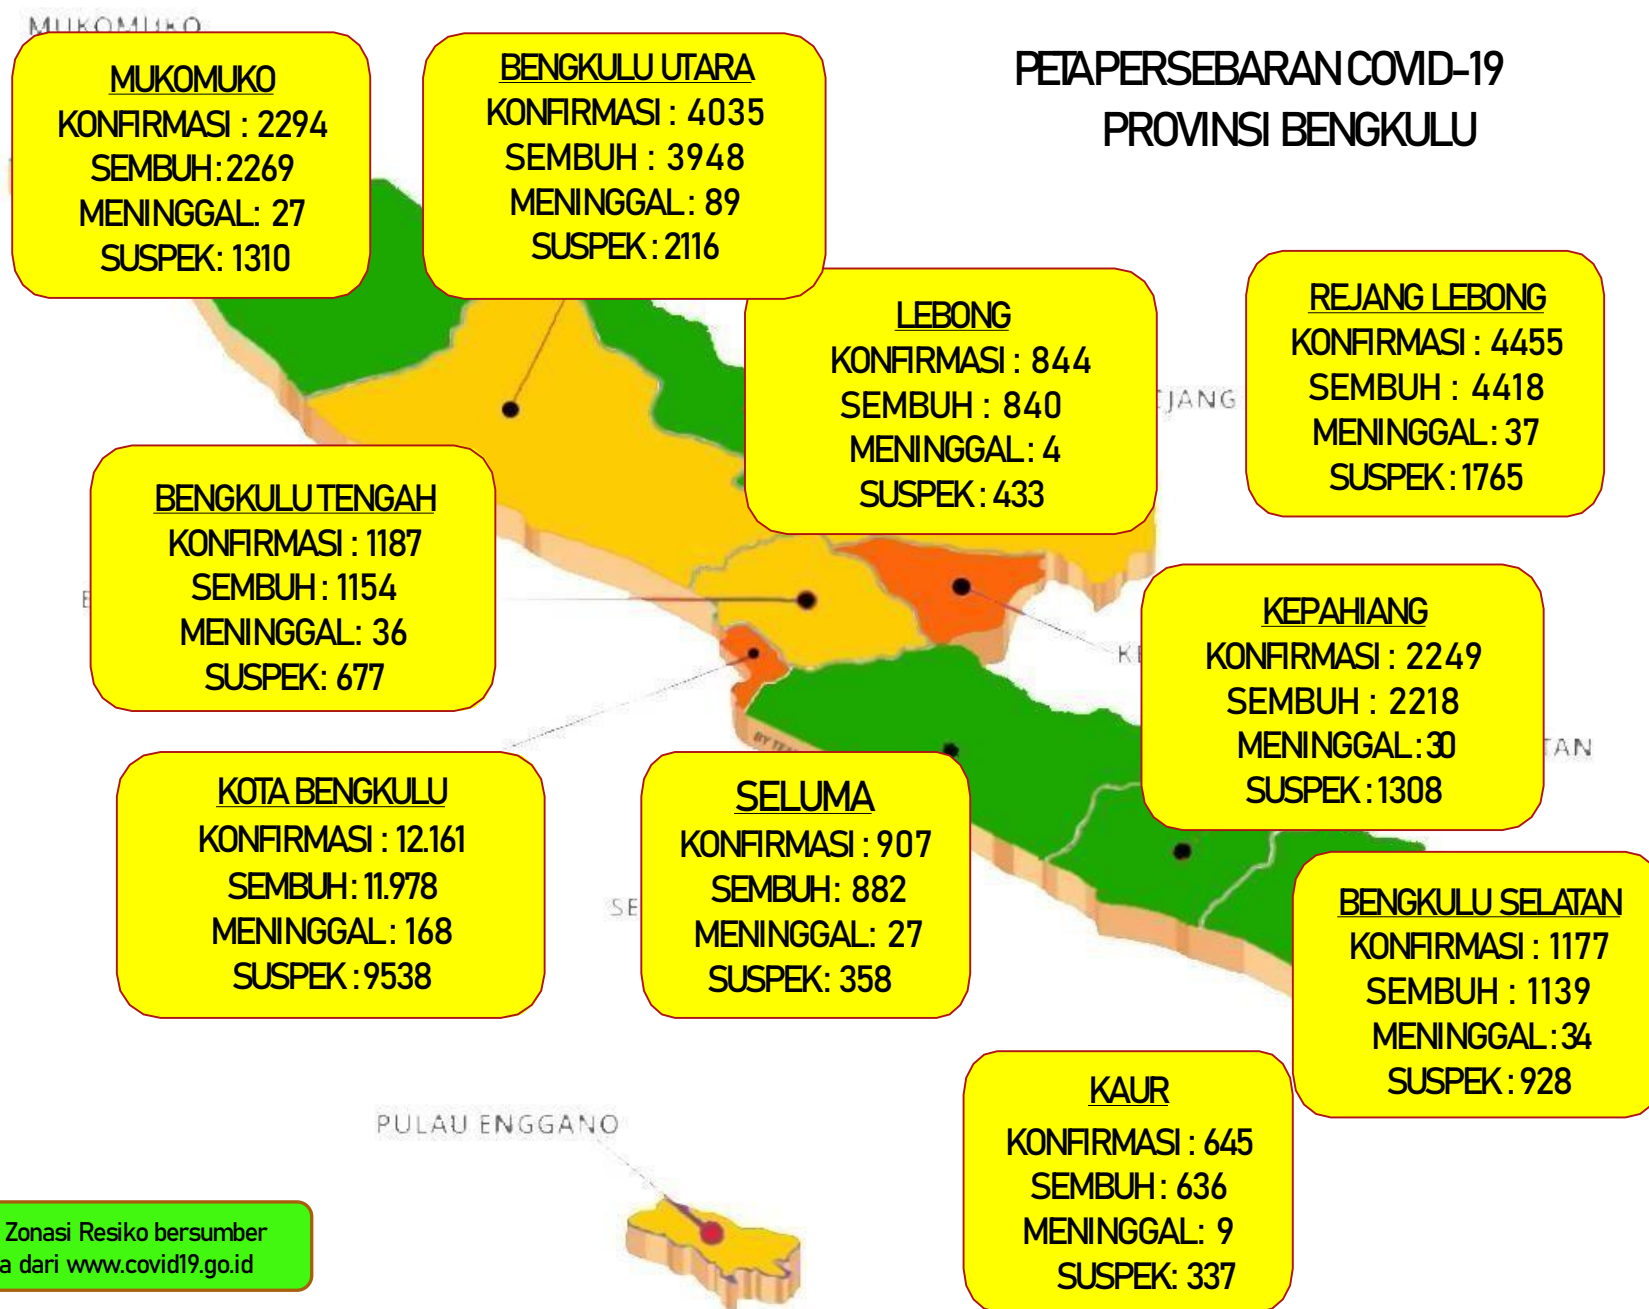 MUKOMUKO
PETA PERSEBARAN COVID-19
PROVINSI BENGKULU
MUKOMUKO
KONFIRMASI : 2294
SEMBUH : 2269
MENINGGAL : 27
SUSPEK : 1310
BENGKULU UTARA
KONFIRMASI : 4035
SEMBUH : 3948
MENINGGAL : 89
SUSPEK : 2116
LEBONG
KONFIRMASI : 844
SEMBUH : 840
MENINGGAL : 4
SUSPEK : 433
EJANG
REJANG LEBONG
KONFIRMASI : 4455
SEMBUH : 4418
MENINGGAL : 37
SUSPEK : 1765
BENGKULU TENGAH
KONFIRMASI : 1187
SEMBUH : 1154
MENINGGAL : 36
SUSPEK : 677
KE
KEPAHIANG
KONFIRMASI : 2249
SEMBUH : 2218
MENINGGAL : 30
SUSPEK : 1308
TAN
KOTA BENGKULU
KONFIRMASI : 12.161
SEMBUH : 11.978
MENINGGAL : 168
SUSPEK : 9538
BY TEA
SE
SELUMA
KONFIRMASI : 907
SEMBUH : 882
MENINGGAL : 27
SUSPEK : 358
BENGKULU SELATAN
KONFIRMASI : 1177
SEMBUH : 1139
MENINGGAL : 34
SUSPEK : 928
KAUR
KONFIRMASI : 645
SEMBUH : 636
MENINGGAL : 9
SUSPEK : 337
PULAU ENGGANO
Zonasi Resiko bersumber
a dari www.covid19.go.id